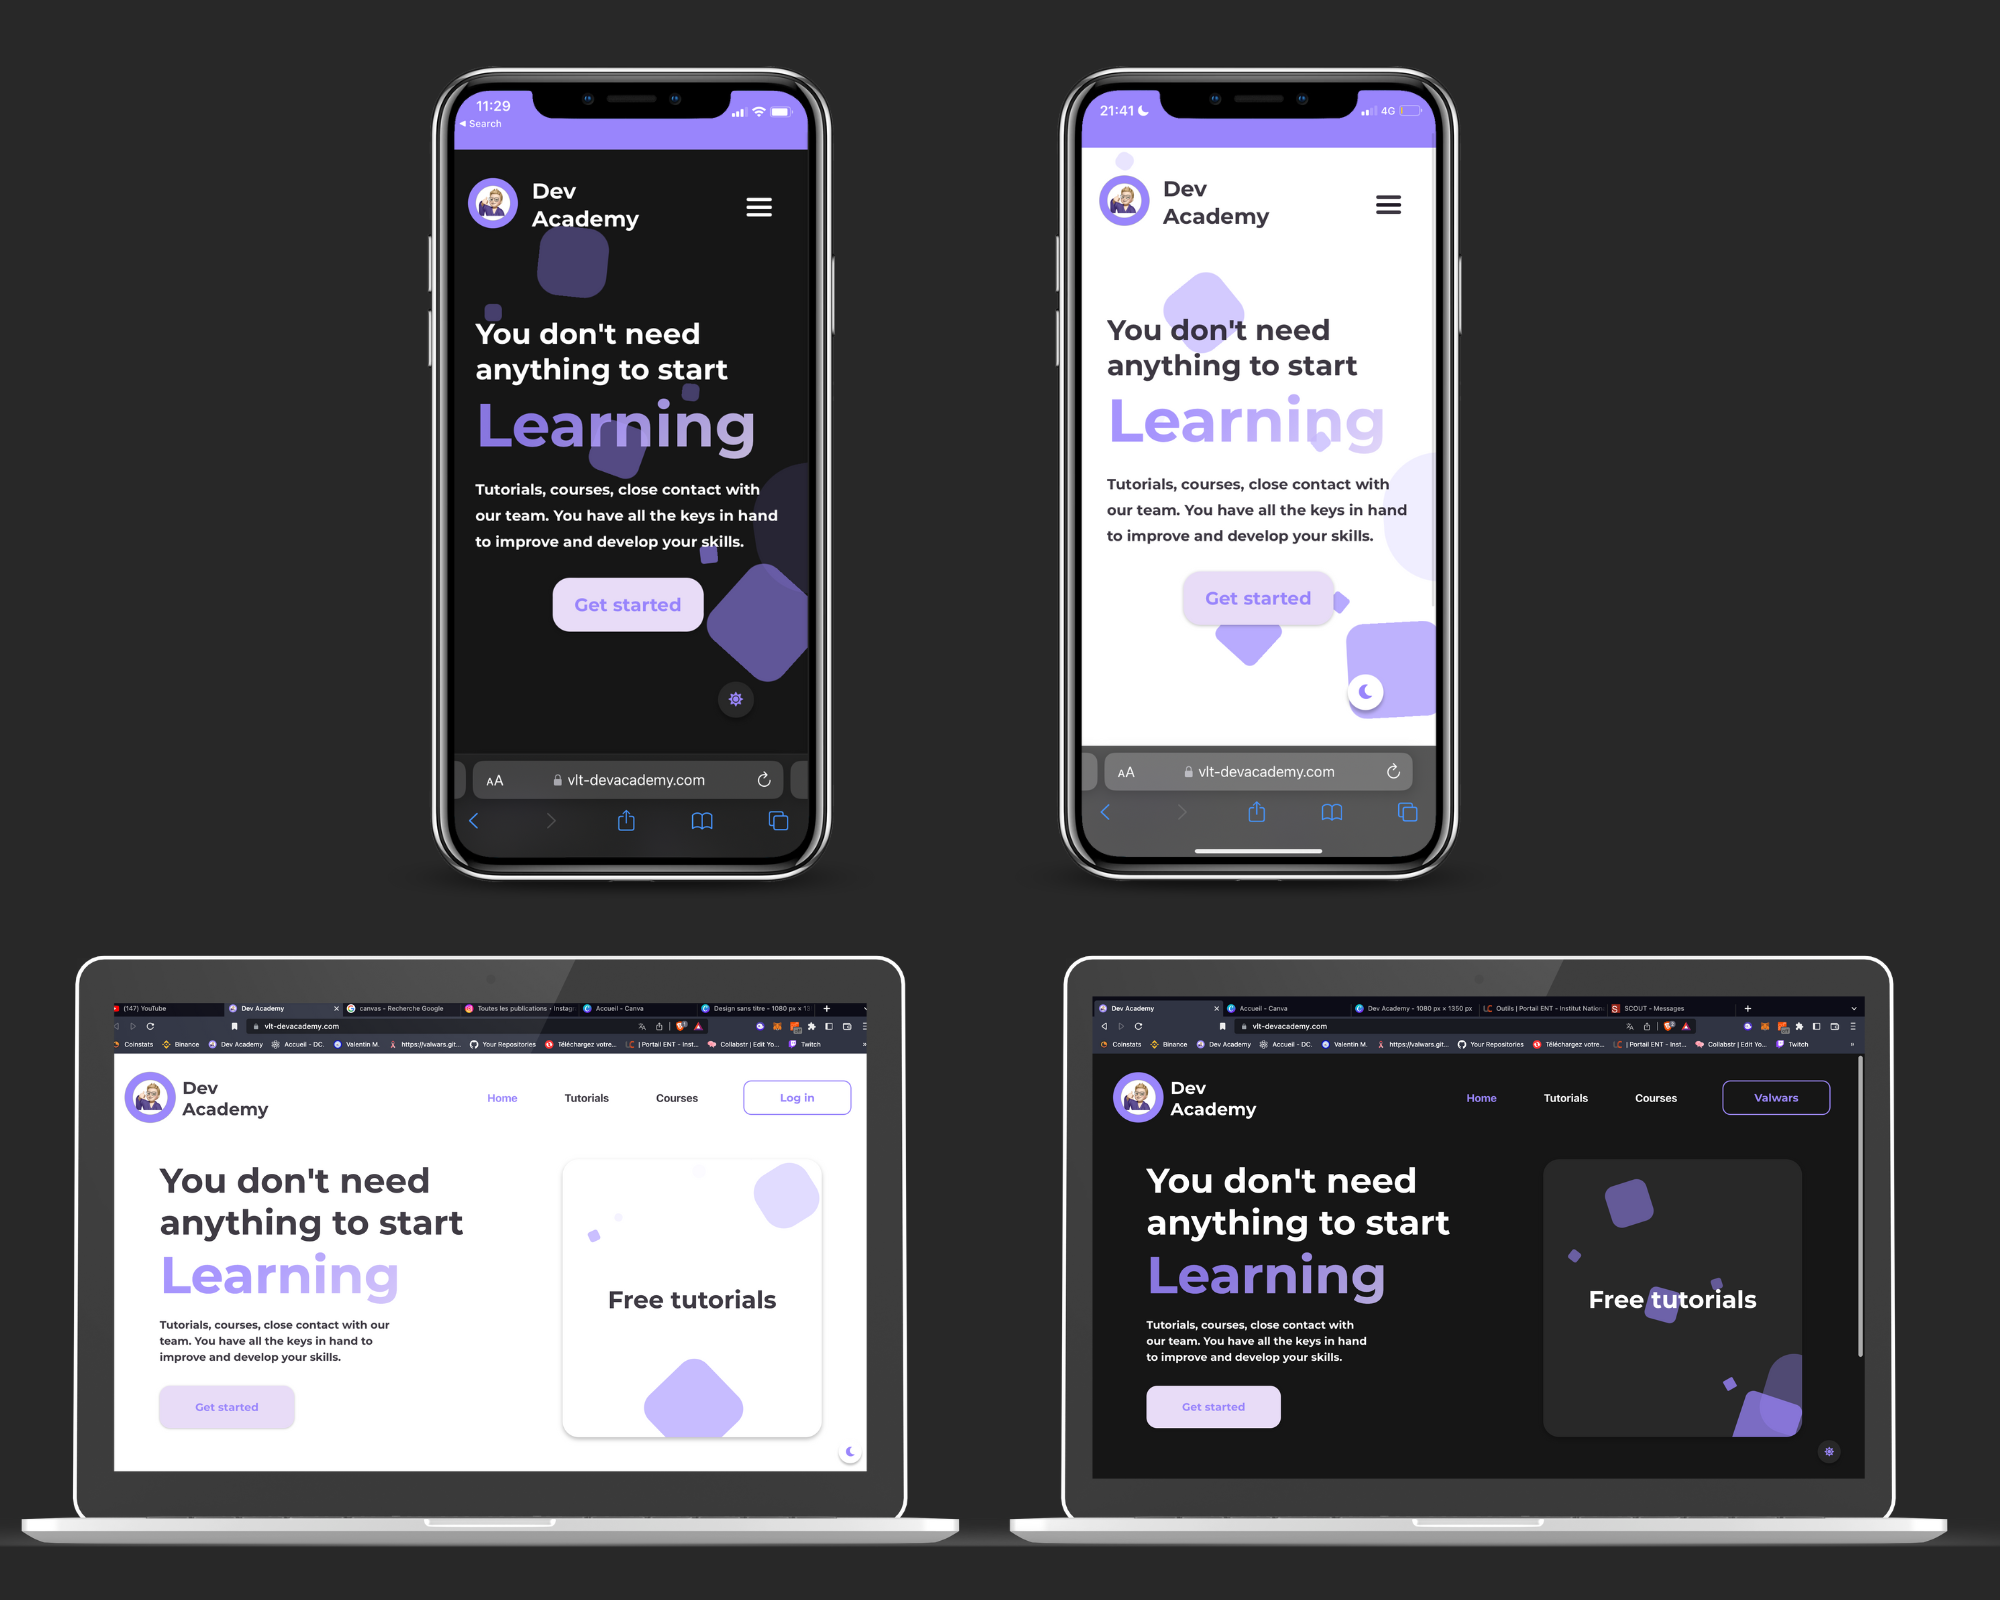 11:29
Search
Dev
Academy
You don't need
anything to start
Learning
Tutorials, courses, close contact with
our team. You have all the keys in hand
to improve and develop your skills.
Get started
AA
vlt-devacademy.com
21:41
4G
Dev
Academy
You don't need
anything to start
Learning
Tutorials, courses, close contact with
our team. You have all the keys in hand
to improve and develop your skills.
Get started
AA
vlt-devacademy.com
(147) YouTube Dev Academy canvas - Recherche Google Toutes les publications • Instag Accueil - Canva Design sans titre - 1080 px × 13
vlt-devacademy.com
Coinstats Binance Dev Academy Accueil - DC. Valentin M. https://valwars.git... Your Repositories Téléchargez votre... | Portail ENT - Inst... Collabstr | Edit Yo... Twitch »
Dev
Academy
Home Tutorials Courses Log in
You don't need
anything to start
Learning
Tutorials, courses, close contact with our
team. You have all the keys in hand to
improve and develop your skills.
Get started
Free tutorials
Dev Academy Accueil - Canva Dev Academy - 1080 px × 1350 px Outils | Portail ENT - Institut Nation SCOUT - Messages
vlt-devacademy.com
Coinstats Binance Dev Academy Accueil - DC. Valentin M. https://valwars.git... Your Repositories Téléchargez votre... | Portail ENT - Inst... Collabstr | Edit Yo... Twitch »
Dev
Academy
Home Tutorials Courses Valwars
You don't need
anything to start
Learning
Tutorials, courses, close contact with
our team. You have all the keys in hand
to improve and develop your skills.
Get started
Free tutorials